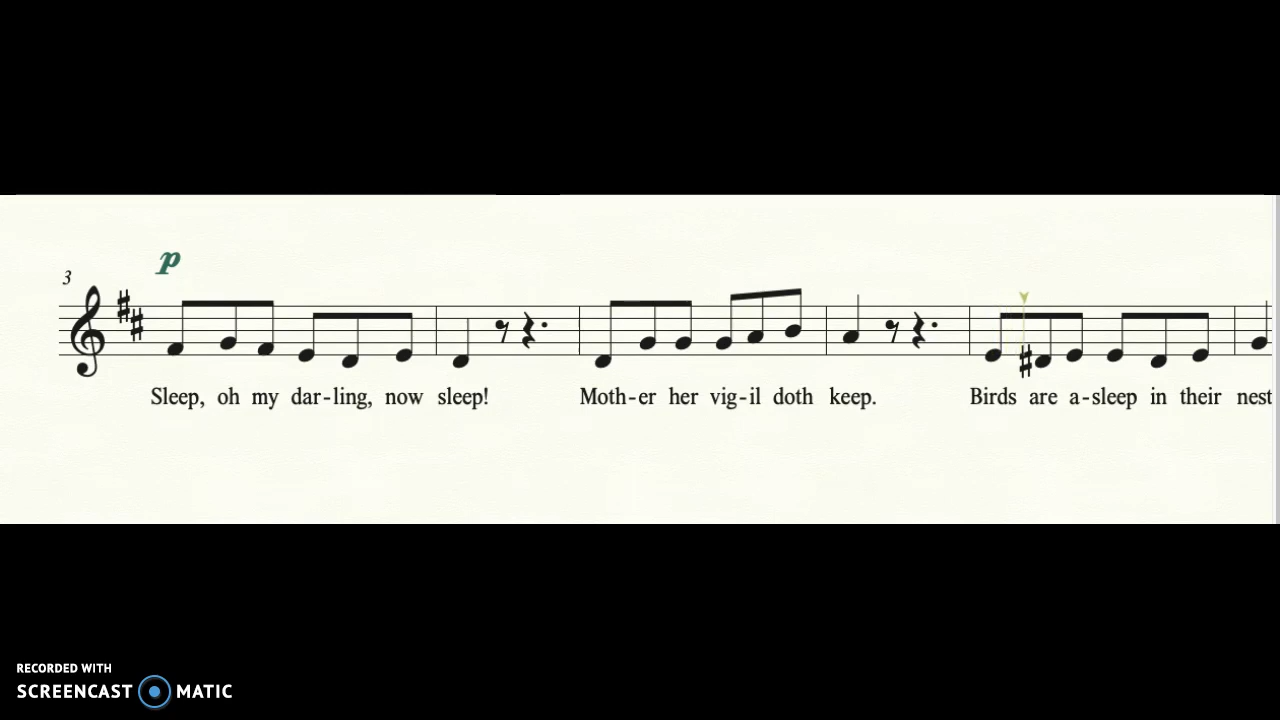 p
3
Sleep, oh my dar-ling, now sleep! Moth-er her vig-il doth keep. Birds are a-sleep in their nest
RECORDED WITH
SCREENCAST MATIC